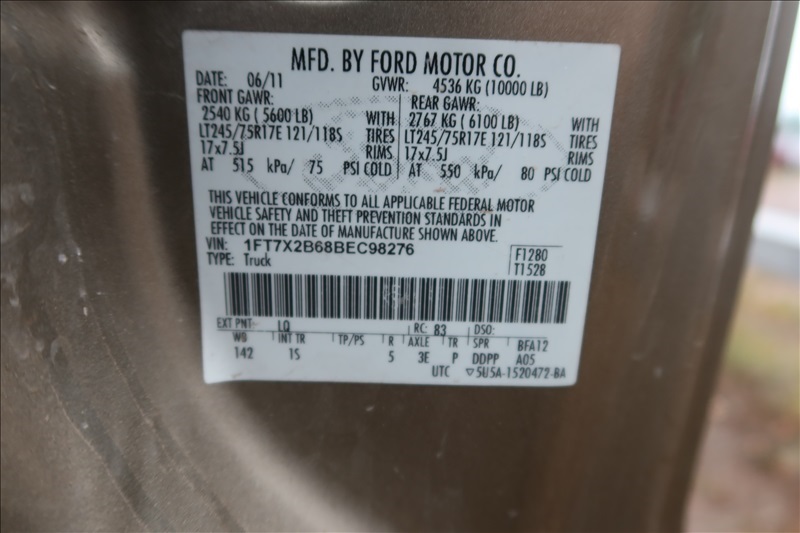 MFD. BY FORD MOTOR CO.
DATE: 06/11 GVWR: 4536 KG (10000 LB)
FRONT GAWR: REAR GAWR:
2540 KG ( 5600 LB) WITH 2767 KG ( 6100 LB) WITH
LT245/75R17E 121/118S TIRES LT245/75R17E 121/118S TIRES
17x7.5J RIMS 17x7.5J RIMS
AT 515 kPa/ 75 PSI COLD AT 550 kPa/ 80 PSI COLD
THIS VEHICLE CONFORMS TO ALL APPLICABLE FEDERAL MOTOR
VEHICLE SAFETY AND THEFT PREVENTION STANDARDS IN
EFFECT ON THE DATE OF MANUFACTURE SHOWN ABOVE.
VIN: 1FT7X2B68BEC98276 F1280
TYPE: Truck T1528
EXT PNT: LQ RC: 83 DSO:
WB INT TR TP/PS R AXLE TR SPR BFA12
142 IS 5 3E P DDPP A05
UTC ▽5U5A-1520472-BA